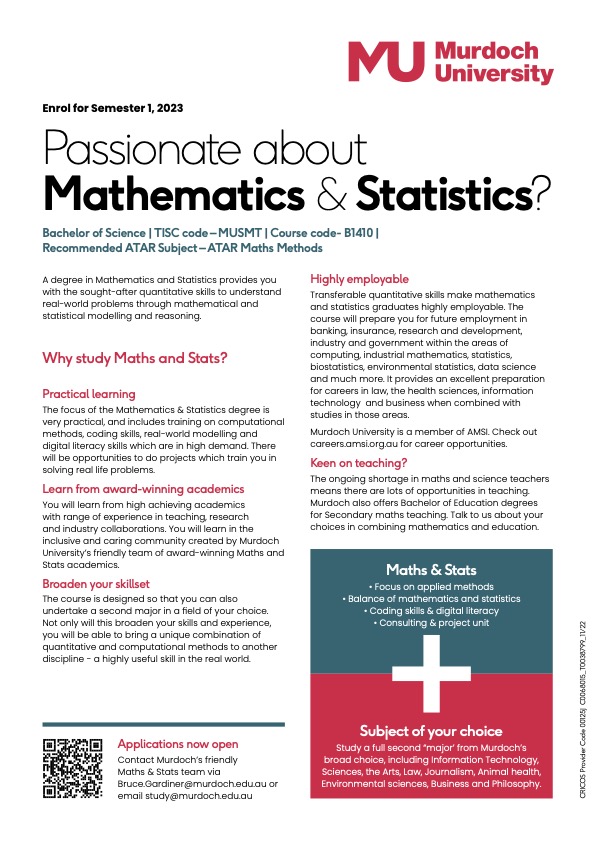 MU Murdoch
University
Enrol for Semester 1, 2023
Passionate about
Mathematics & Statistics?
Bachelor of Science | TISC code – MUSMT | Course code- B1410 |
Recommended ATAR Subject – ATAR Maths Methods
A degree in Mathematics and Statistics provides you
with the sought-after quantitative skills to understand
real-world problems through mathematical and
statistical modelling and reasoning.
Why study Maths and Stats?
Practical learning
The focus of the Mathematics & Statistics degree is
very practical, and includes training on computational
methods, coding skills, real-world modelling and
digital literacy skills which are in high demand. There
will be opportunities to do projects which train you in
solving real life problems.
Learn from award-winning academics
You will learn from high achieving academics
with range of experience in teaching, research
and industry collaborations. You will learn in the
inclusive and caring community created by Murdoch
University's friendly team of award-winning Maths and
Stats academics.
Broaden your skillset
The course is designed so that you can also
undertake a second major in a field of your choice.
Not only will this broaden your skills and experience,
you will be able to bring a unique combination of
quantitative and computational methods to another
discipline - a highly useful skill in the real world.
Applications now open
Contact Murdoch's friendly
Maths & Stats team via
Bruce.Gardiner@murdoch.edu.au or
email study@murdoch.edu.au
Highly employable
Transferable quantitative skills make mathematics
and statistics graduates highly employable. The
course will prepare you for future employment in
banking, insurance, research and development,
industry and government within the areas of
computing, industrial mathematics, statistics,
biostatistics, environmental statistics, data science
and much more. It provides an excellent preparation
for careers in law, the health sciences, information
technology and business when combined with
studies in those areas.
Murdoch University is a member of AMSI. Check out
careers.amsi.org.au for career opportunities.
Keen on teaching?
The ongoing shortage in maths and science teachers
means there are lots of opportunities in teaching.
Murdoch also offers Bachelor of Education degrees
for Secondary maths teaching. Talk to us about your
choices in combining mathematics and education.
Maths & Stats
• Focus on applied methods
• Balance of mathematics and statistics
• Coding skills & digital literacy
• Consulting & project unit
Subject of your choice
Study a full second "major' from Murdoch's
broad choice, including Information Technology,
Sciences, the Arts, Law, Journalism, Animal health,
Environmental sciences, Business and Philosophy.
CRICOS Provider Code 00125J CD068015_T0038799_11/22